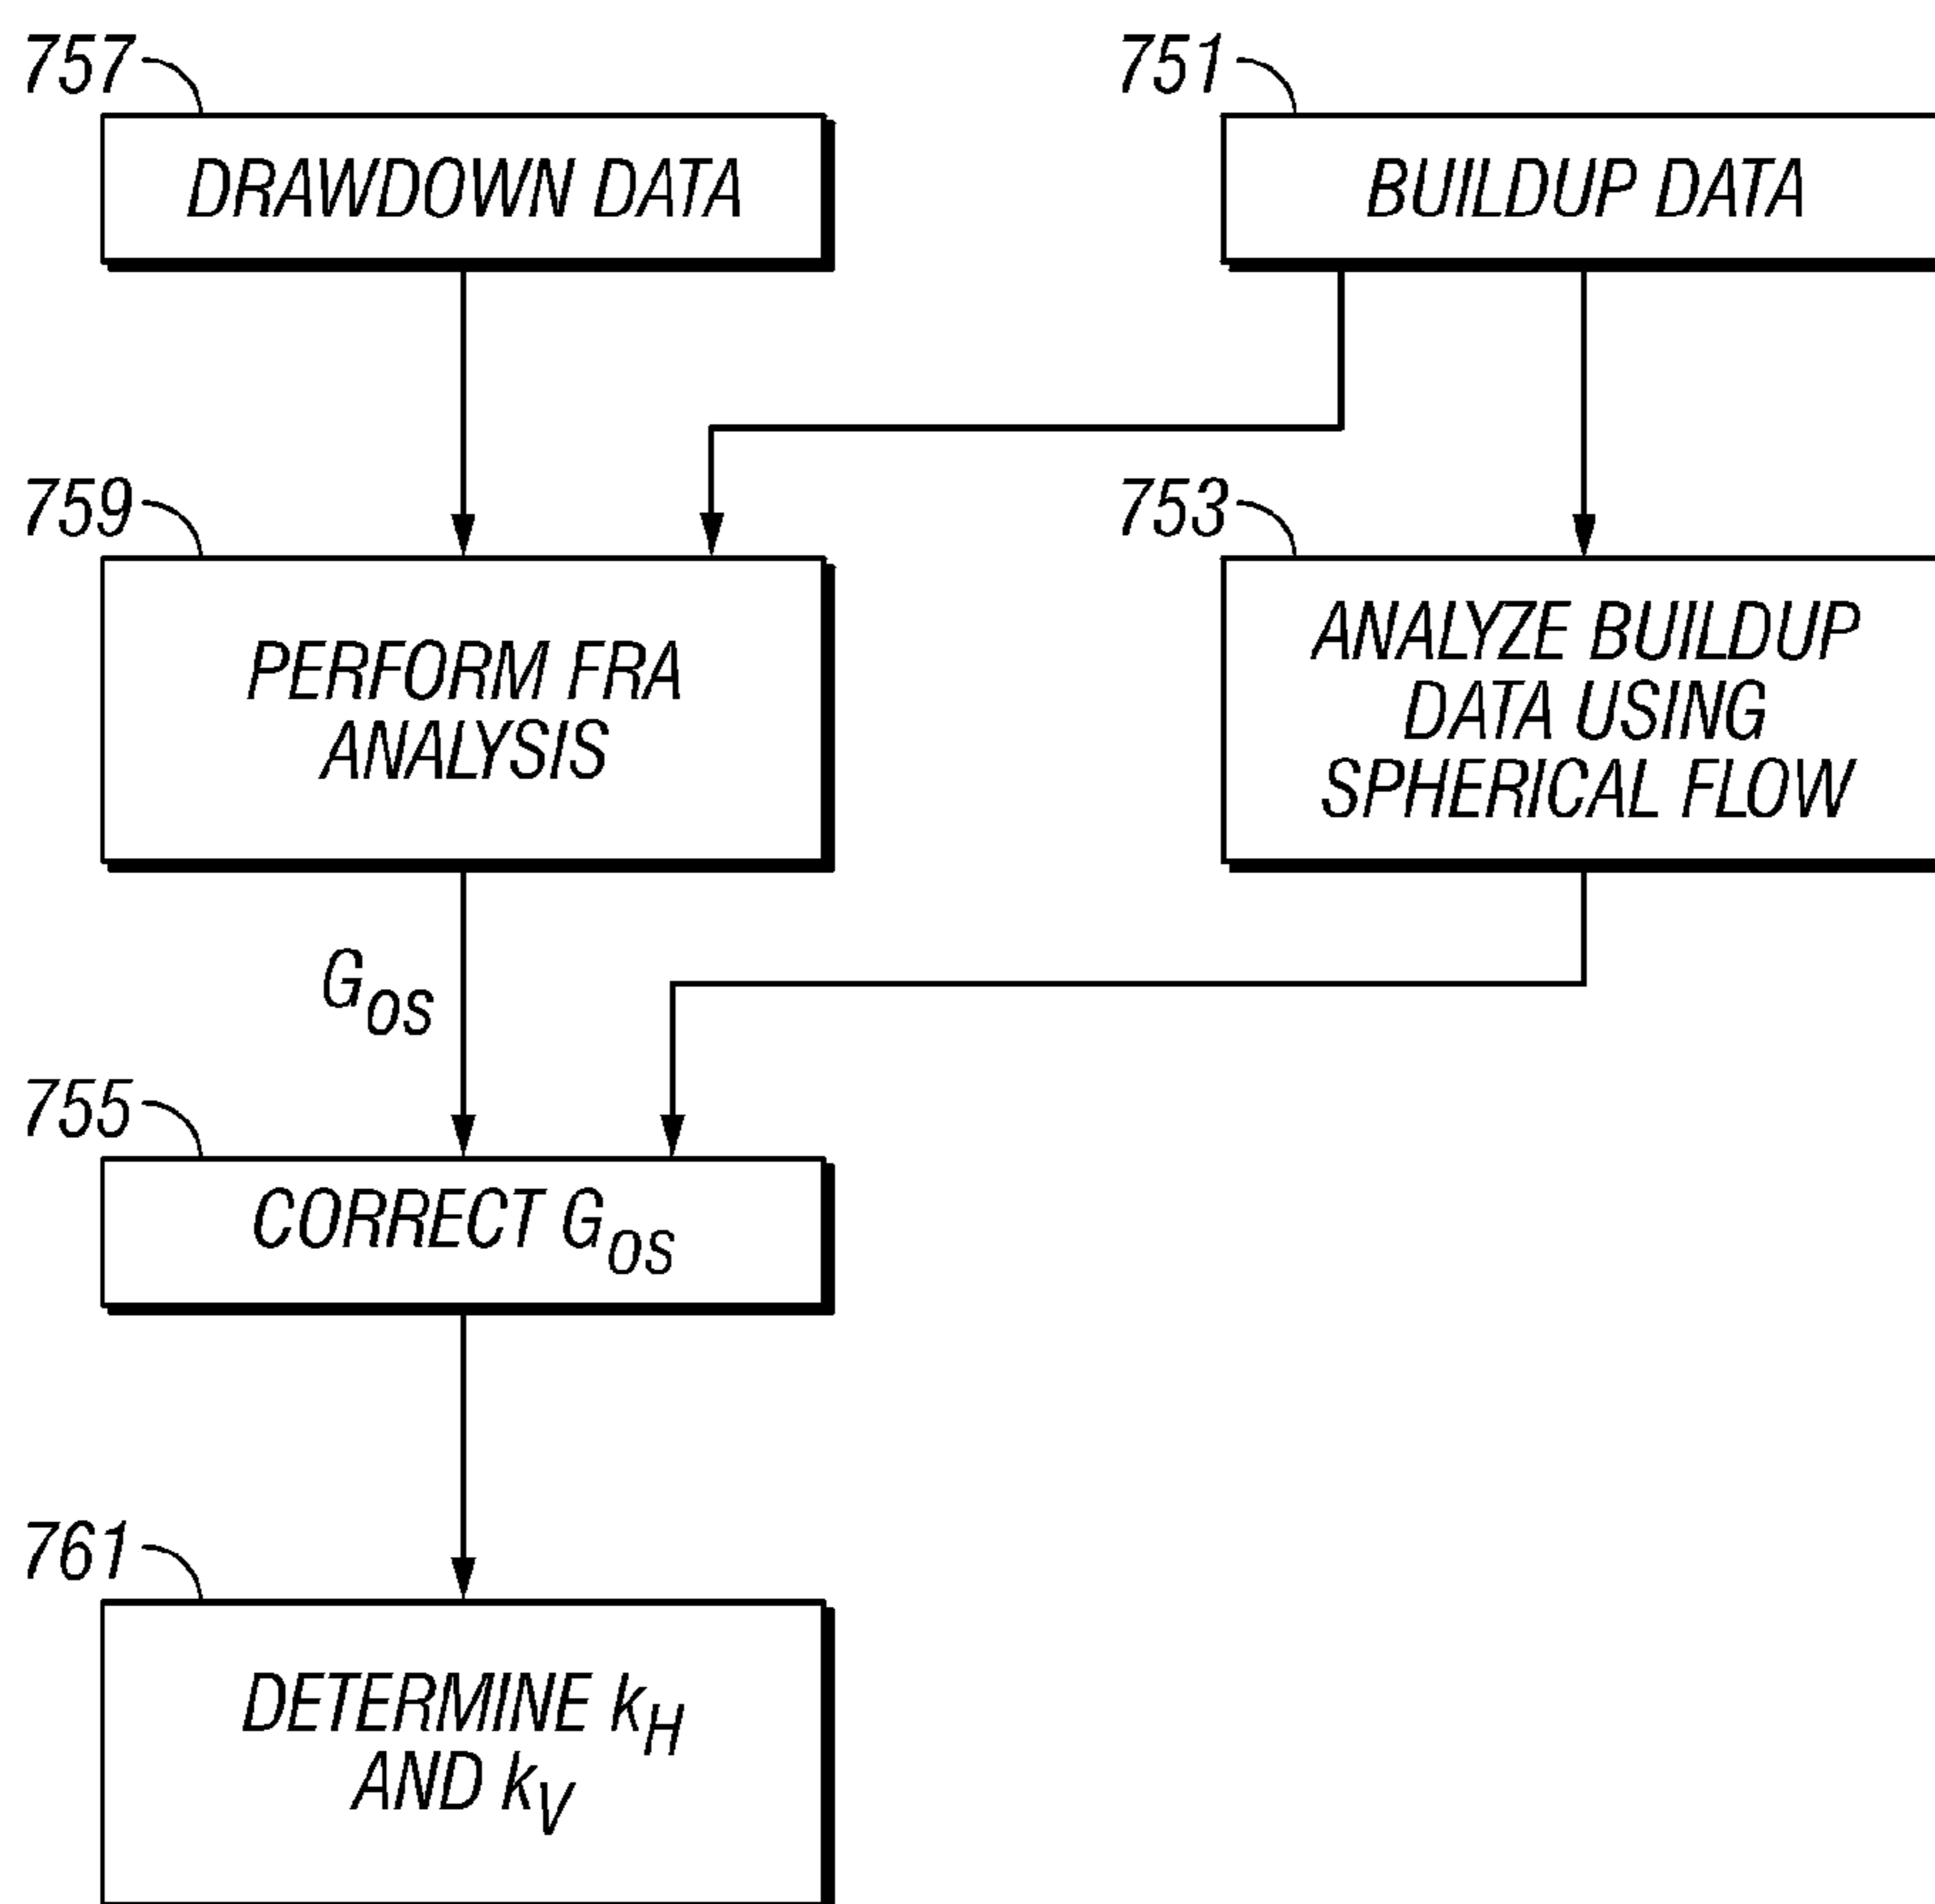 757
DRAWDOWN DATA
751
BUILDUP DATA
759
PERFORM FRA
ANALYSIS
753
ANALYZE BUILDUP
DATA USING
SPHERICAL FLOW
GOS
755
CORRECT GOS
761
DETERMINE kH
AND kV